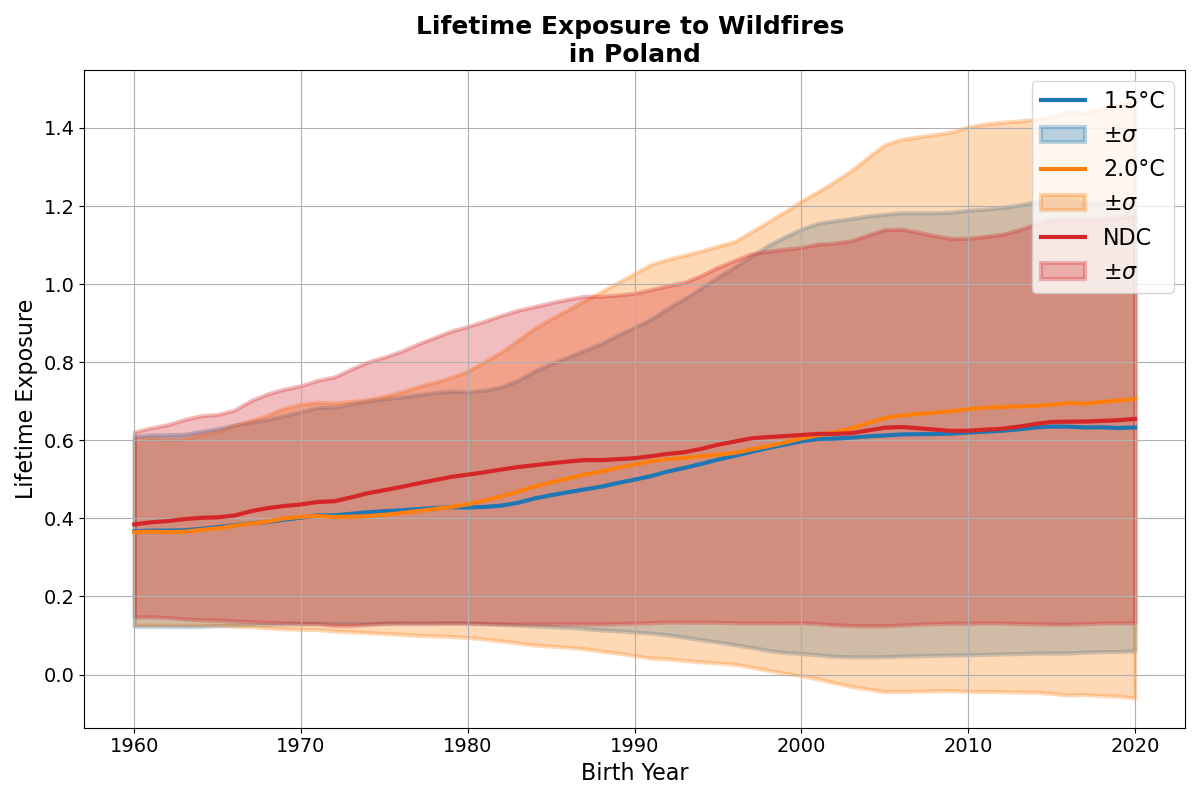 Lifetime Exposure to Wildfires
in Poland
1.5°C
±σ
2.0°C
±σ
NDC
±σ
Lifetime Exposure
1.4
1.2
1.0
0.8
0.6
0.4
0.2
0.0
1960 1970 1980 1990 2000 2010 2020
Birth Year